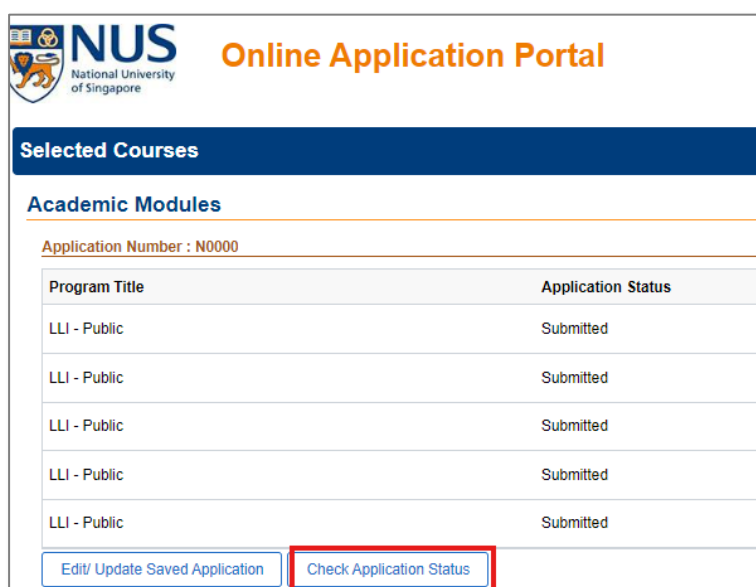 NUS
National University
of Singapore
Online Application Portal
Selected Courses
Academic Modules
Application Number : N0000
Program Title Application Status
LLI - Public Submitted
LLI - Public Submitted
LLI - Public Submitted
LLI - Public Submitted
LLI - Public Submitted
Edit/ Update Saved Application Check Application Status